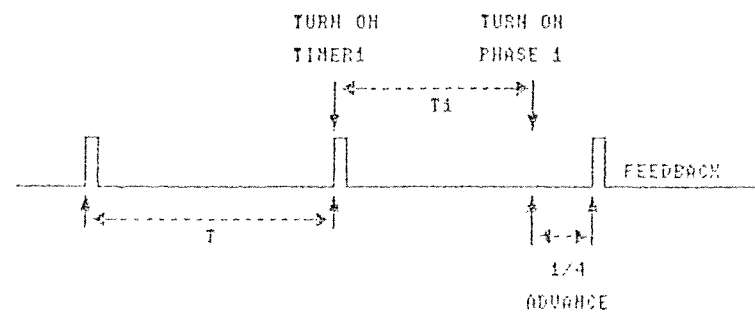 TURN ON
TIMER1
TURN ON
PHASE 1
T1
FEEDBACK
T
1/4
ADVANCE